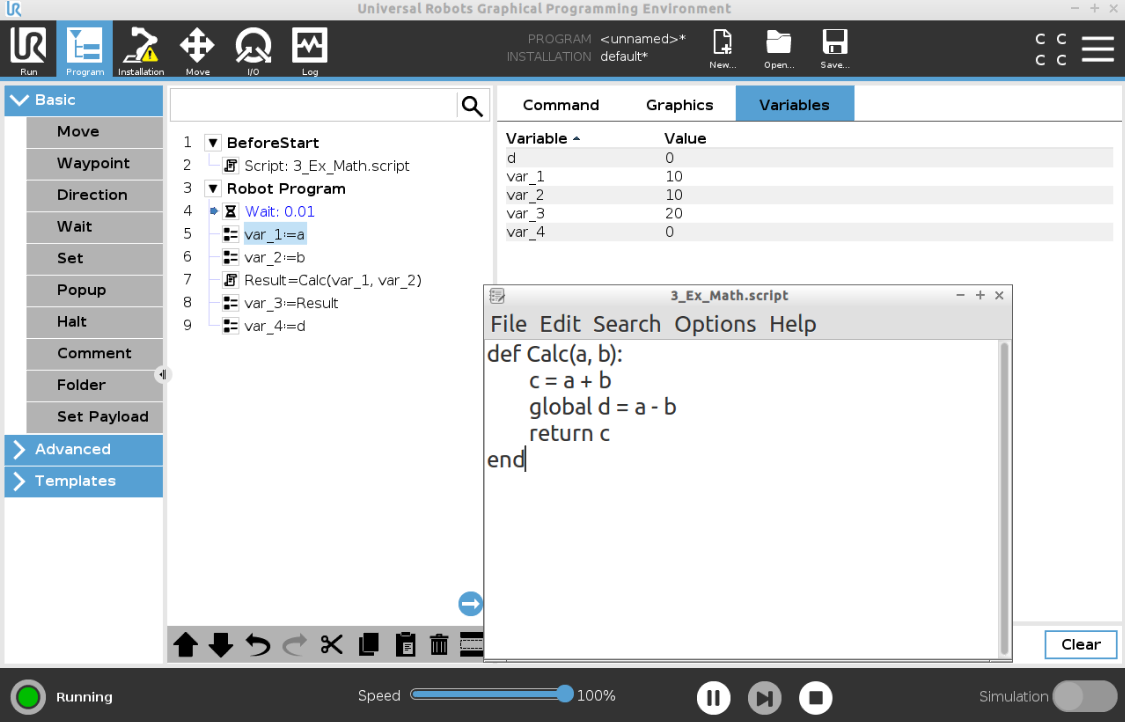 UR
Universal Robots Graphical Programming Environment
Run
Program
Installation
Move
I/O
Log
PROGRAM <unnamed>*
INSTALLATION default*
New...
Open...
Save...
C C
C C
Basic
Move
Waypoint
Direction
Wait
Set
Popup
Halt
Comment
Folder
Set Payload
Advanced
Templates
1 BeforeStart
2 Script: 3_Ex_Math.script
3 Robot Program
4 Wait: 0.01
5 var_1≔a
6 var_2≔b
7 Result=Calc(var_1, var_2)
8 var_3≔Result
9 var_4≔d
Command Graphics Variables
Variable Value
d 0
var_1 10
var_2 10
var_3 20
var_4 0
3_Ex_Math.script
File Edit Search Options Help
def Calc(a, b):
c = a + b
global d = a - b
return c
end
Clear
Running
Speed 100%
Simulation